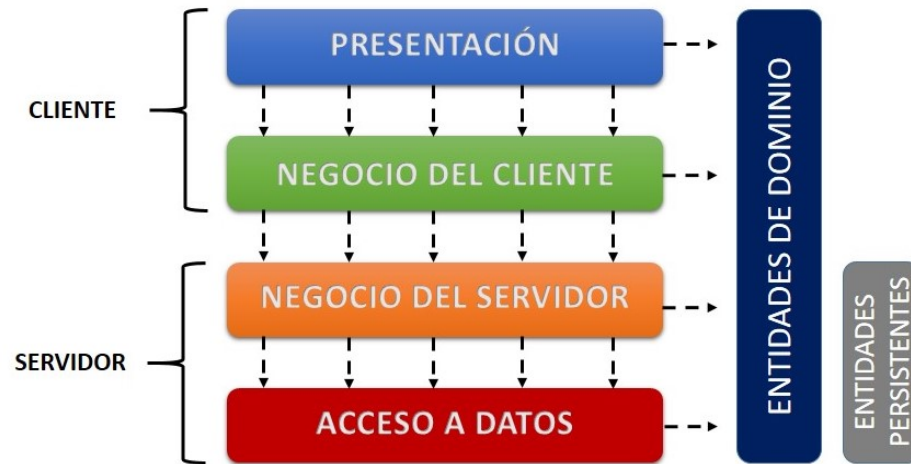 PRESENTACIÓN
CLIENTE
NEGOCIO DEL CLIENTE
NEGOCIO DEL SERVIDOR
SERVIDOR
ACCESO A DATOS
ENTIDADES DE DOMINIO
ENTIDADES
PERSISTENTES